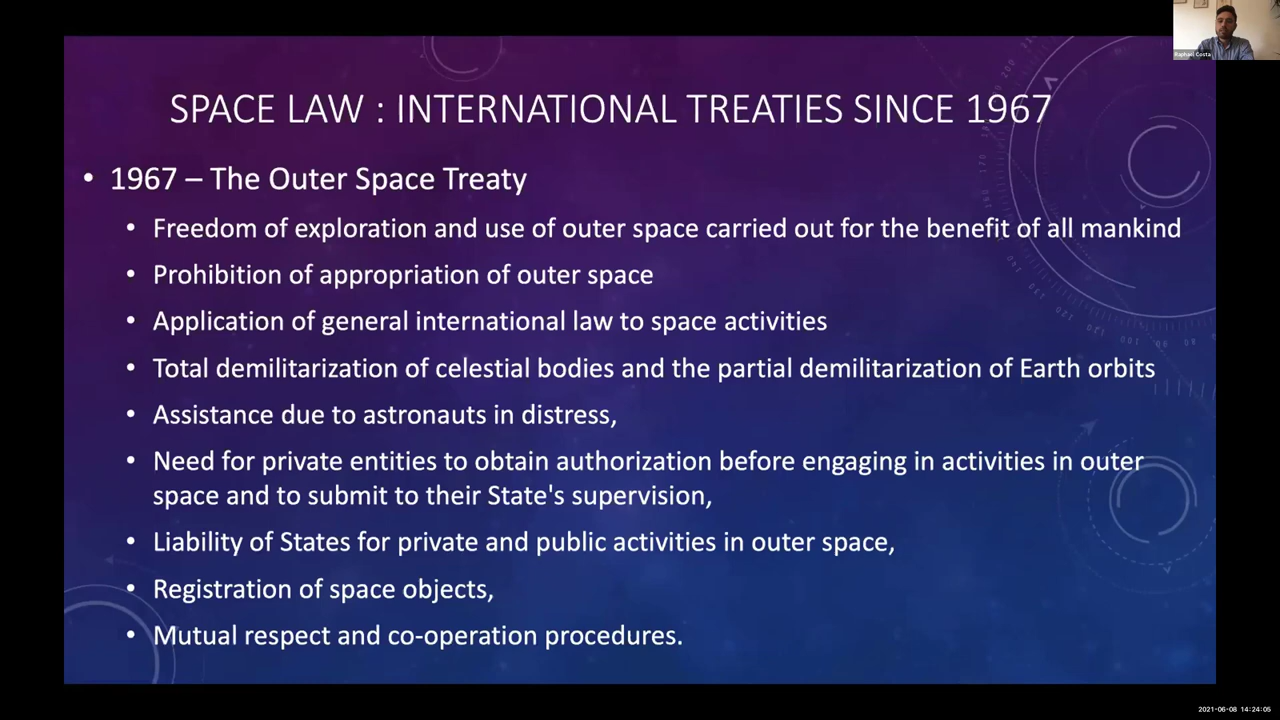 Raphael Costa
SPACE LAW : INTERNATIONAL TREATIES SINCE 1967
• 1967 – The Outer Space Treaty
• Freedom of exploration and use of outer space carried out for the benefit of all mankind
• Prohibition of appropriation of outer space
• Application of general international law to space activities
• Total demilitarization of celestial bodies and the partial demilitarization of Earth orbits
• Assistance due to astronauts in distress,
• Need for private entities to obtain authorization before engaging in activities in outer
space and to submit to their State's supervision,
• Liability of States for private and public activities in outer space,
• Registration of space objects,
• Mutual respect and co-operation procedures.
2021-06-08 14:24:05